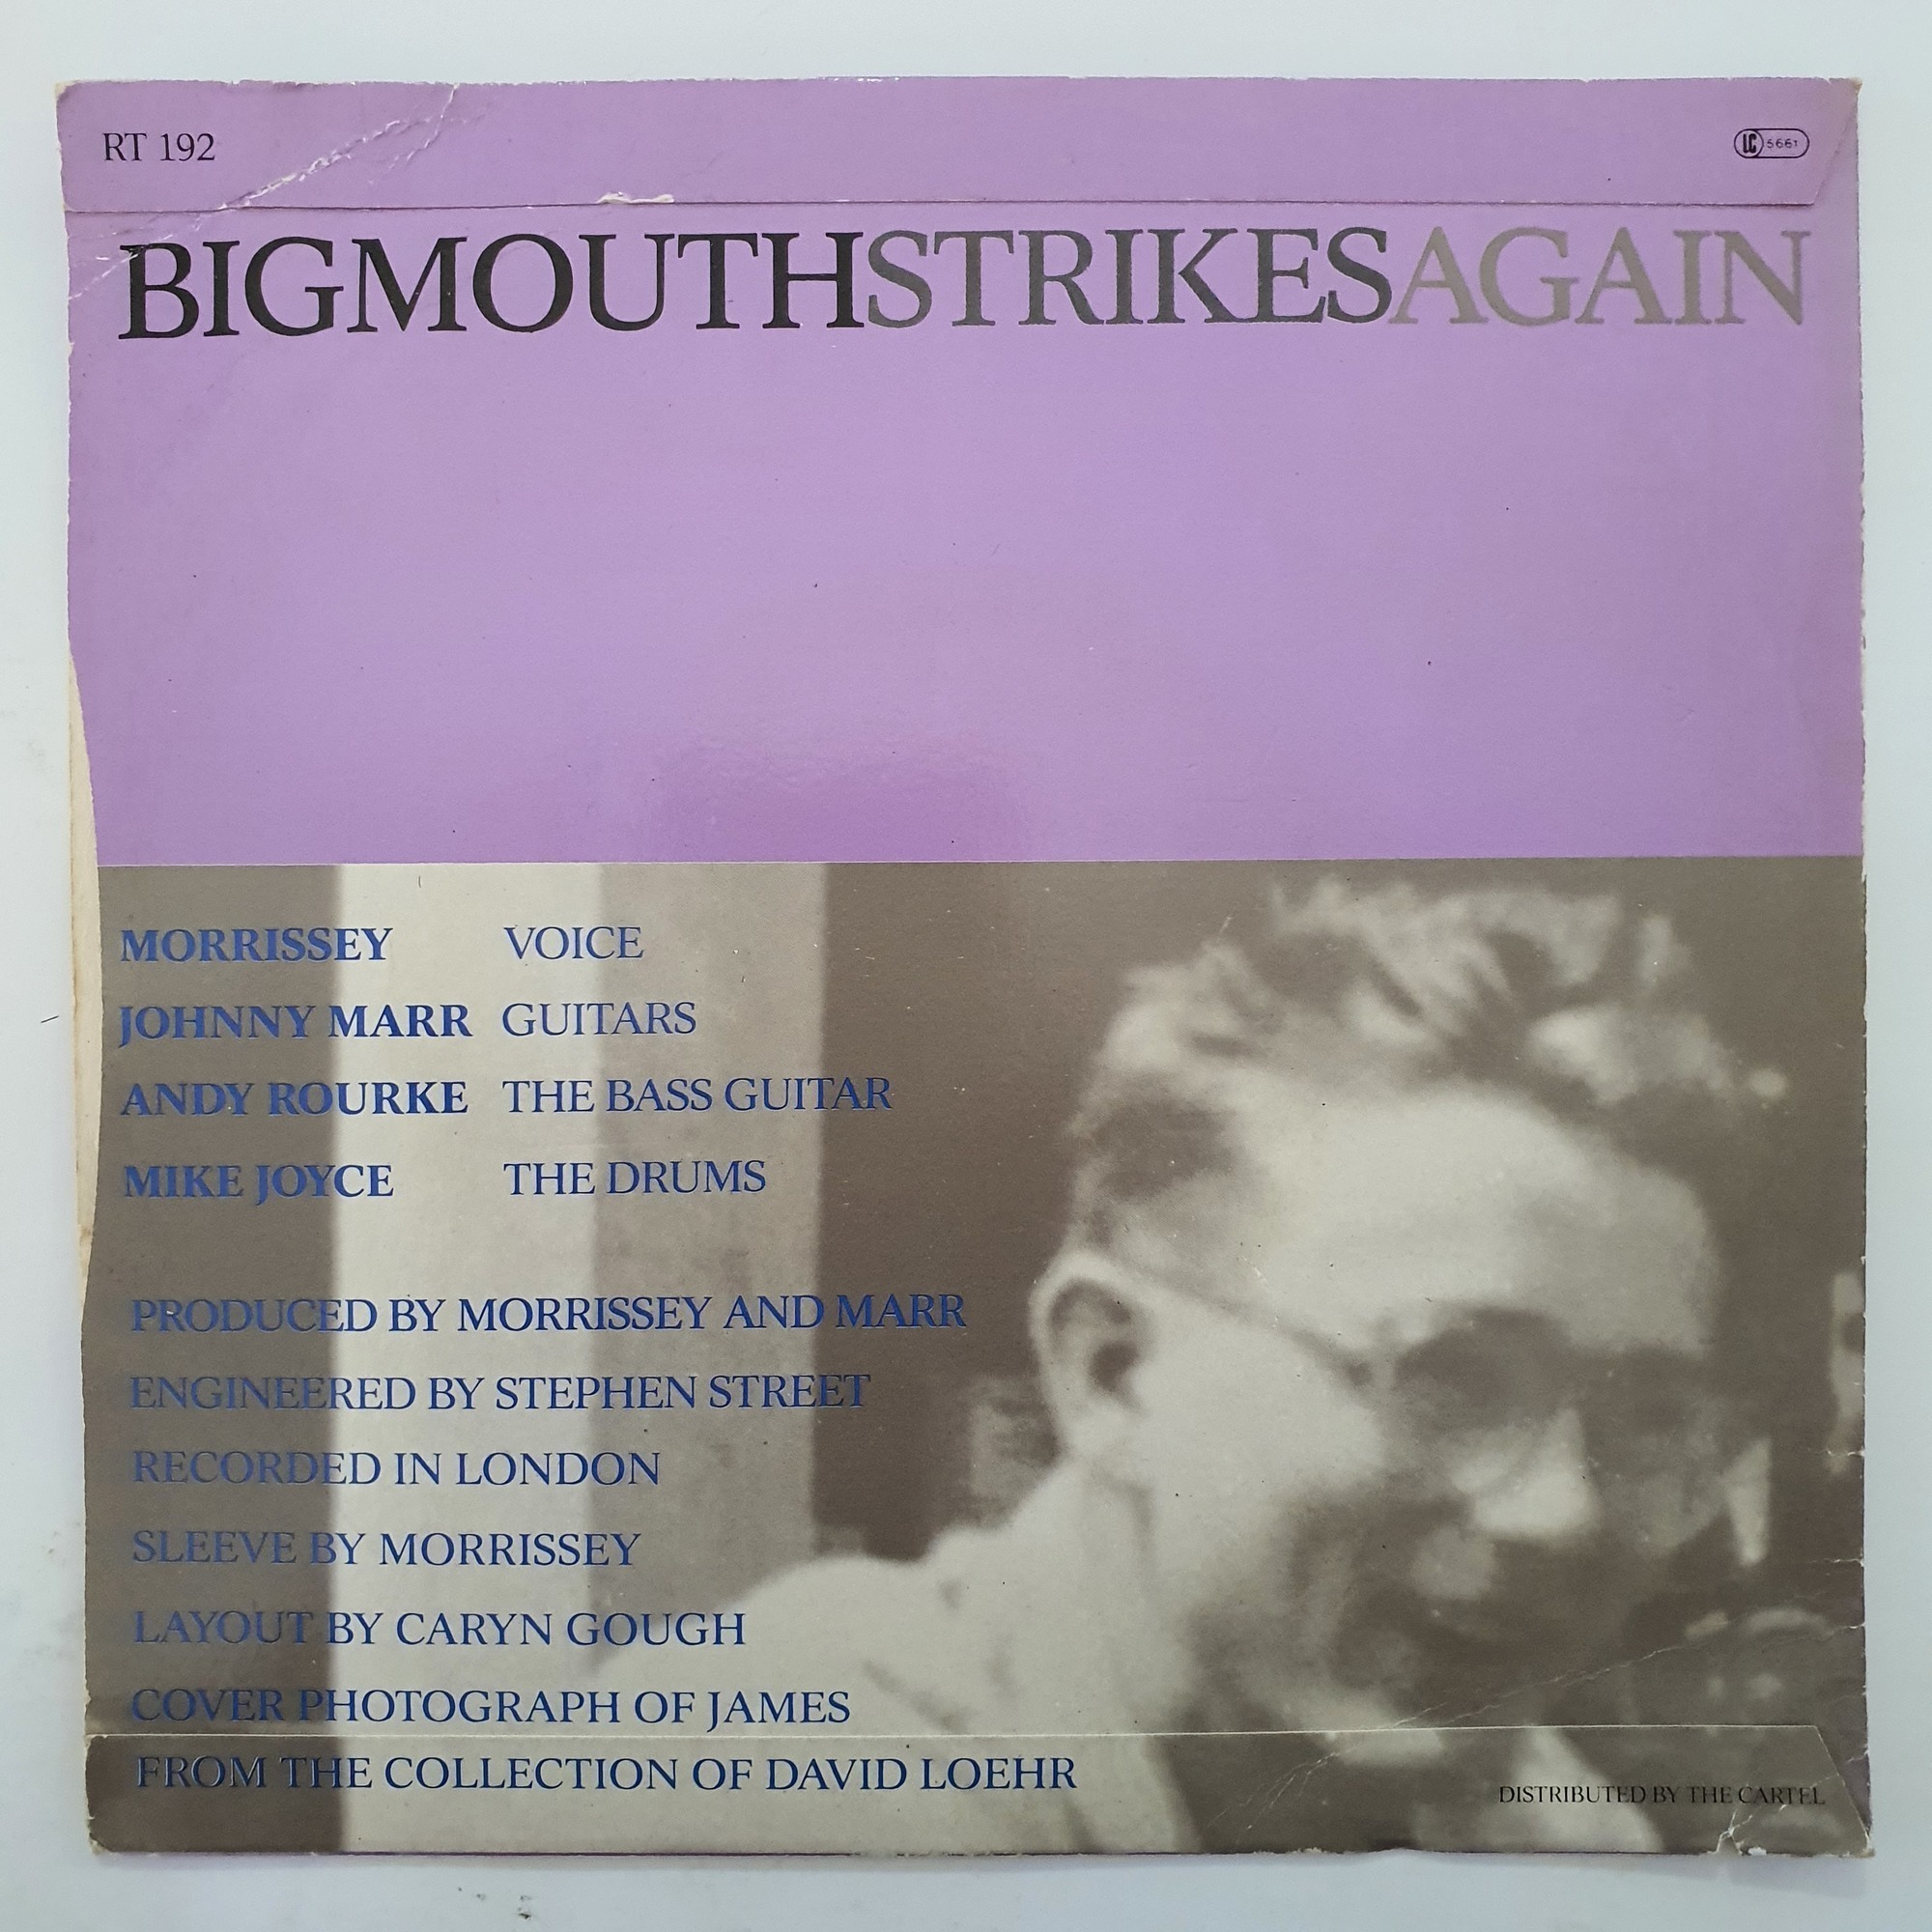 RT 192
LC 5661
BIGMOUTHSTRIKESAGAIN
MORRISSEY VOICE
JOHNNY MARR GUITARS
ANDY ROURKE THE BASS GUITAR
MIKE JOYCE THE DRUMS
PRODUCED BY MORRISSEY AND MARR
ENGINEERED BY STEPHEN STREET
RECORDED IN LONDON
SLEEVE BY MORRISSEY
LAYOUT BY CARYN GOUGH
COVER PHOTOGRAPH OF JAMES
FROM THE COLLECTION OF DAVID LOEHR
DISTRIBUTED BY THE CARTEL